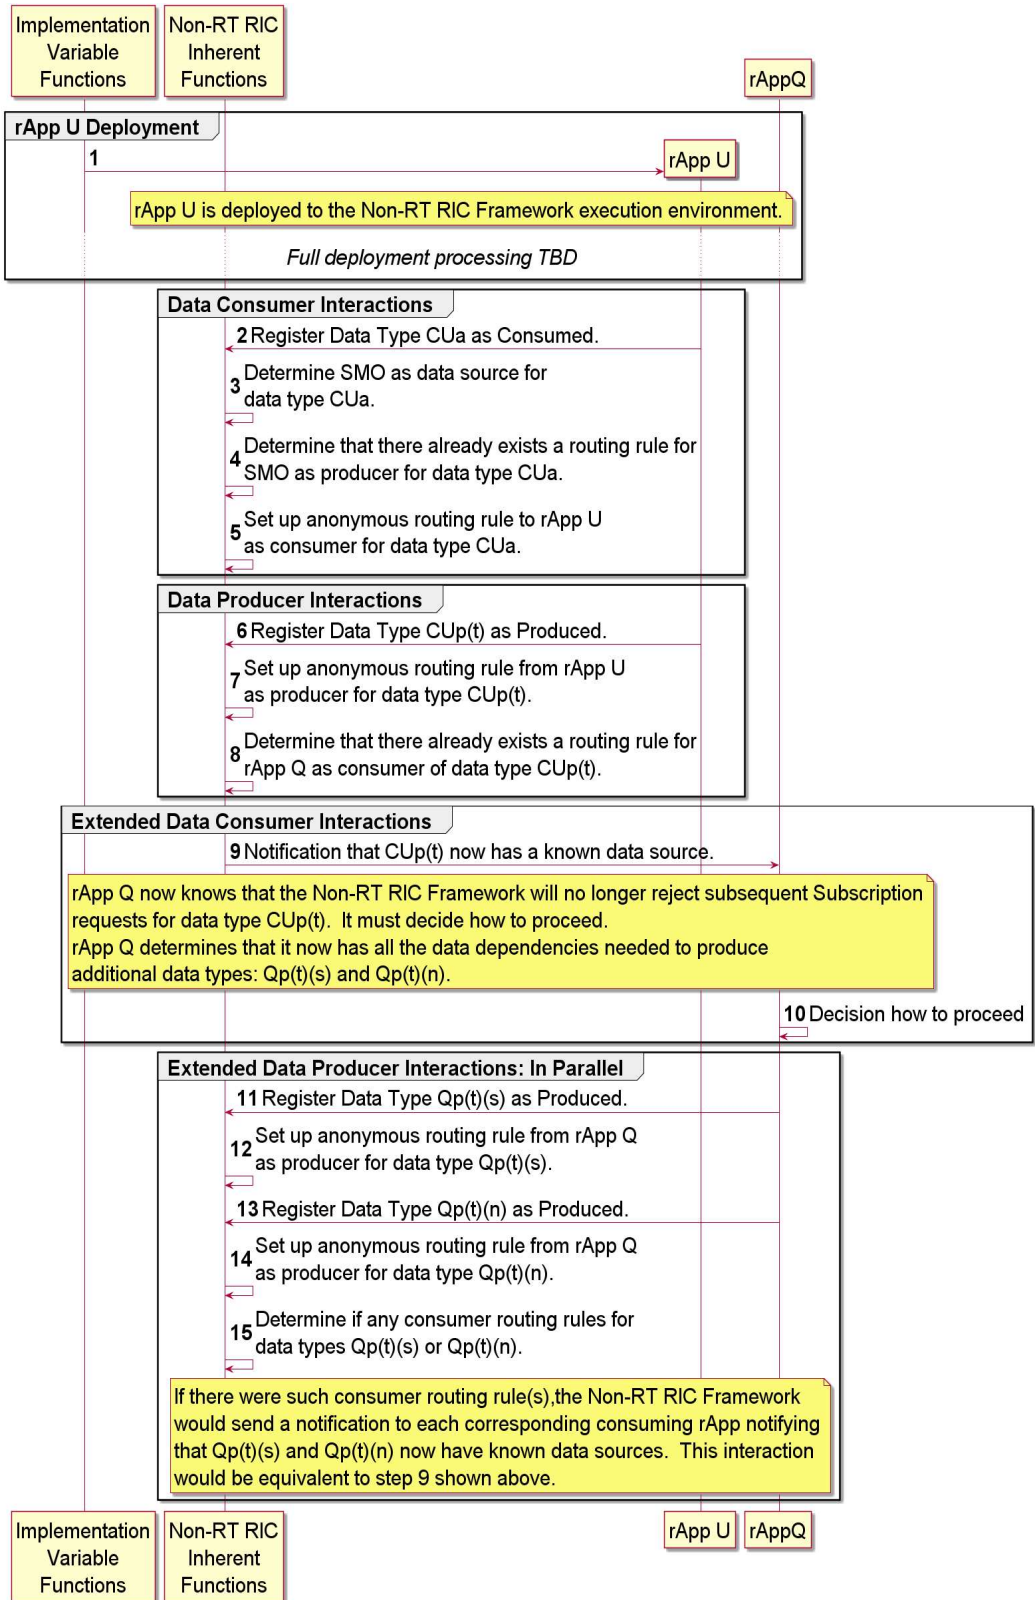 Implementation
Variable
Functions
Non-RT RIC
Inherent
Functions
rAppQ
rApp U Deployment
1
rApp U
rApp U is deployed to the Non-RT RIC Framework execution environment.
Full deployment processing TBD
Data Consumer Interactions
2 Register Data Type CUa as Consumed.
3 Determine SMO as data source for
data type CUa.
4 Determine that there already exists a routing rule for
SMO as producer for data type CUa.
5 Set up anonymous routing rule to rApp U
as consumer for data type CUa.
Data Producer Interactions
6 Register Data Type CUp(t) as Produced.
7 Set up anonymous routing rule from rApp U
as producer for data type CUp(t).
8 Determine that there already exists a routing rule for
rApp Q as consumer of data type CUp(t).
Extended Data Consumer Interactions
9 Notification that CUp(t) now has a known data source.
rApp Q now knows that the Non-RT RIC Framework will no longer reject subsequent Subscription
requests for data type CUp(t).  It must decide how to proceed.
rApp Q determines that it now has all the data dependencies needed to produce
additional data types: Qp(t)(s) and Qp(t)(n).
10 Decision how to proceed
Extended Data Producer Interactions: In Parallel
11 Register Data Type Qp(t)(s) as Produced.
12 Set up anonymous routing rule from rApp Q
as producer for data type Qp(t)(s).
13 Register Data Type Qp(t)(n) as Produced.
14 Set up anonymous routing rule from rApp Q
as producer for data type Qp(t)(n).
15 Determine if any consumer routing rules for
data types Qp(t)(s) or Qp(t)(n).
If there were such consumer routing rule(s),the Non-RT RIC Framework
would send a notification to each corresponding consuming rApp notifying
that Qp(t)(s) and Qp(t)(n) now have known data sources.  This interaction
would be equivalent to step 9 shown above.
Implementation
Variable
Functions
Non-RT RIC
Inherent
Functions
rApp U
rAppQ